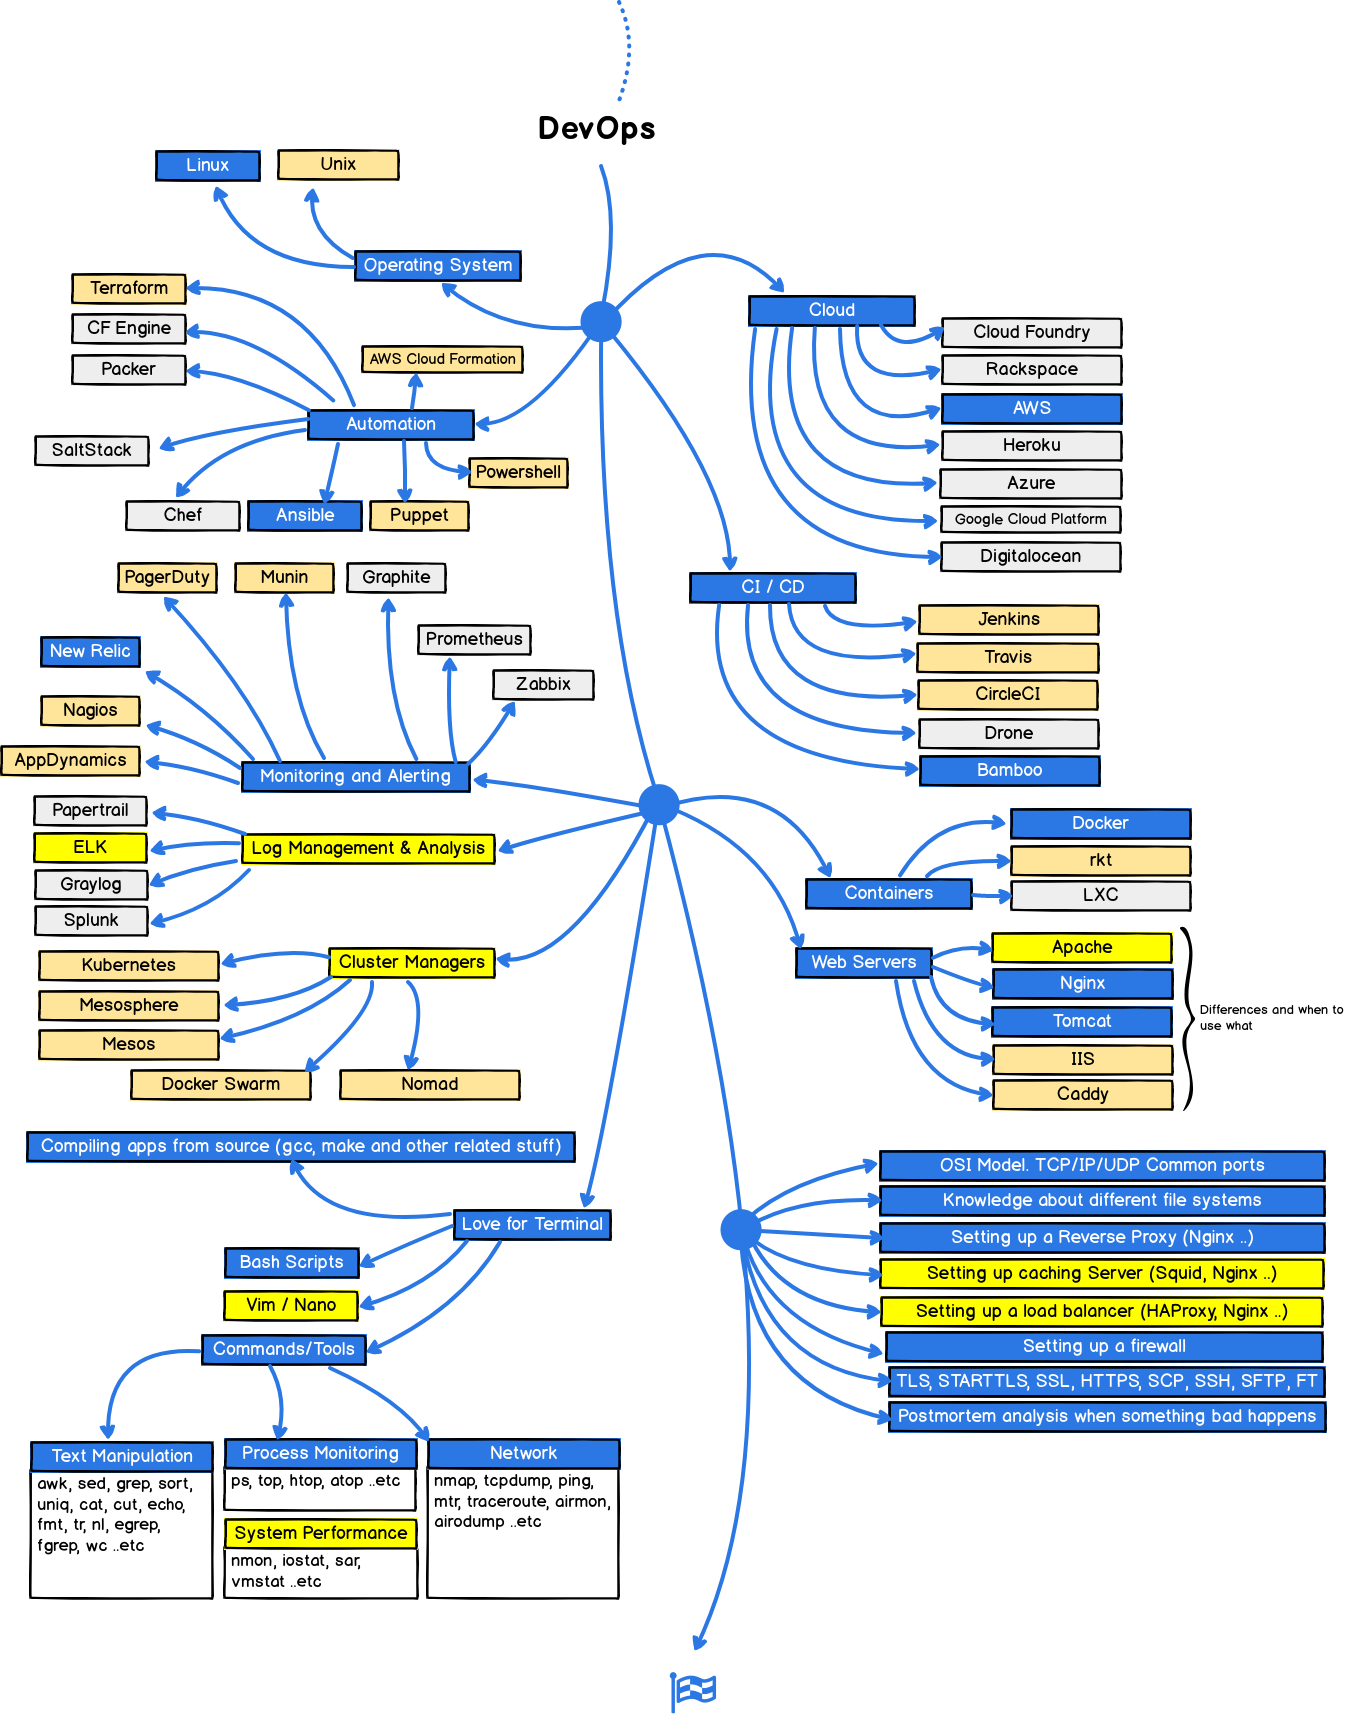 DevOps
Linux
Unix
Operating System
Terraform
CF Engine
Packer
AWS Cloud Formation
Automation
SaltStack
Powershell
Chef
Ansible
Puppet
Cloud
Cloud Foundry
Rackspace
AWS
Heroku
Azure
Google Cloud Platform
Digitalocean
CI / CD
Jenkins
Travis
CircleCI
Drone
Bamboo
PagerDuty
Munin
Graphite
Prometheus
Zabbix
New Relic
Nagios
AppDynamics
Monitoring and Alerting
Papertrail
ELK
Log Management & Analysis
Graylog
Splunk
Containers
Docker
rkt
LXC
Web Servers
Apache
Nginx
Tomcat
IIS
Caddy
Differences and when to
use what
Cluster Managers
Kubernetes
Mesosphere
Mesos
Docker Swarm
Nomad
Compiling apps from source (gcc, make and other related stuff)
Love for Terminal
Bash Scripts
Vim / Nano
Commands/Tools
OSI Model. TCP/IP/UDP Common ports
Knowledge about different file systems
Setting up a Reverse Proxy (Nginx ..)
Setting up caching Server (Squid, Nginx ..)
Setting up a load balancer (HAProxy, Nginx ..)
Setting up a firewall
TLS, STARTTLS, SSL, HTTPS, SCP, SSH, SFTP, FT
Postmortem analysis when something bad happens
Text Manipulation
awk, sed, grep, sort,
uniq, cat, cut, echo,
fmt, tr, nl, egrep,
fgrep, wc ..etc
Process Monitoring
ps, top, htop, atop ..etc
System Performance
nmon, iostat, sar,
vmstat ..etc
Network
nmap, tcpdump, ping,
mtr, traceroute, airmon,
airodump ..etc